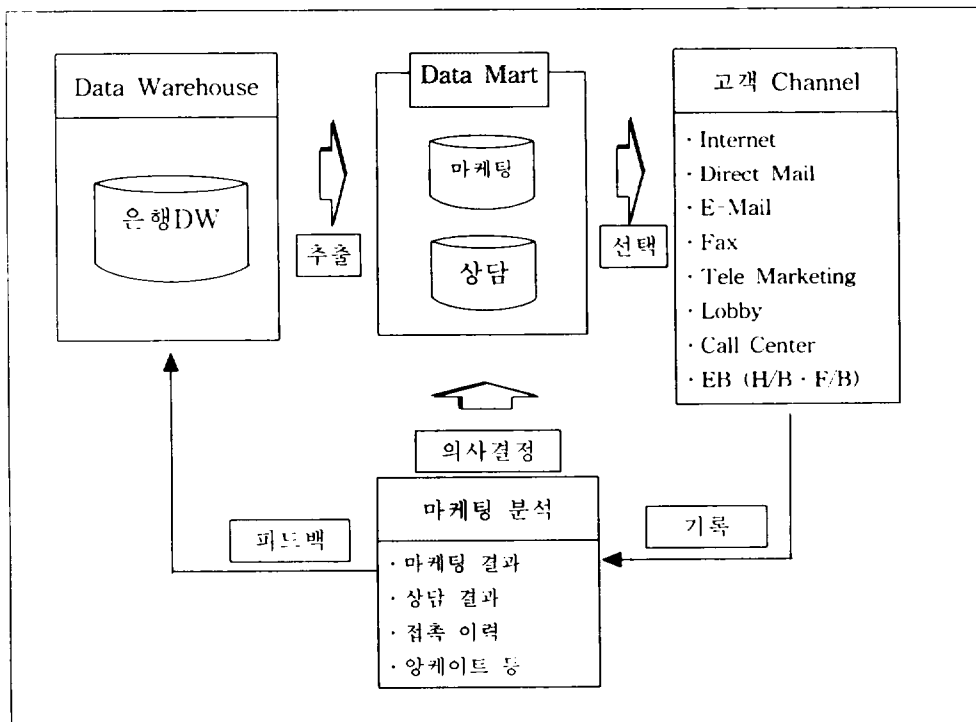 Data Warehouse
은행DW
추출
Data Mart
마케팅
상담
선택
고객 Channel
· Internet
· Direct Mail
· E-Mail
· Fax
· Tele Marketing
· Lobby
· Call Center
· EB (H/B · F/B)
의사결정
마케팅 분석
· 마케팅 결과
· 상담 결과
· 접촉 이력
· 앙케이트 등
피드백
기록